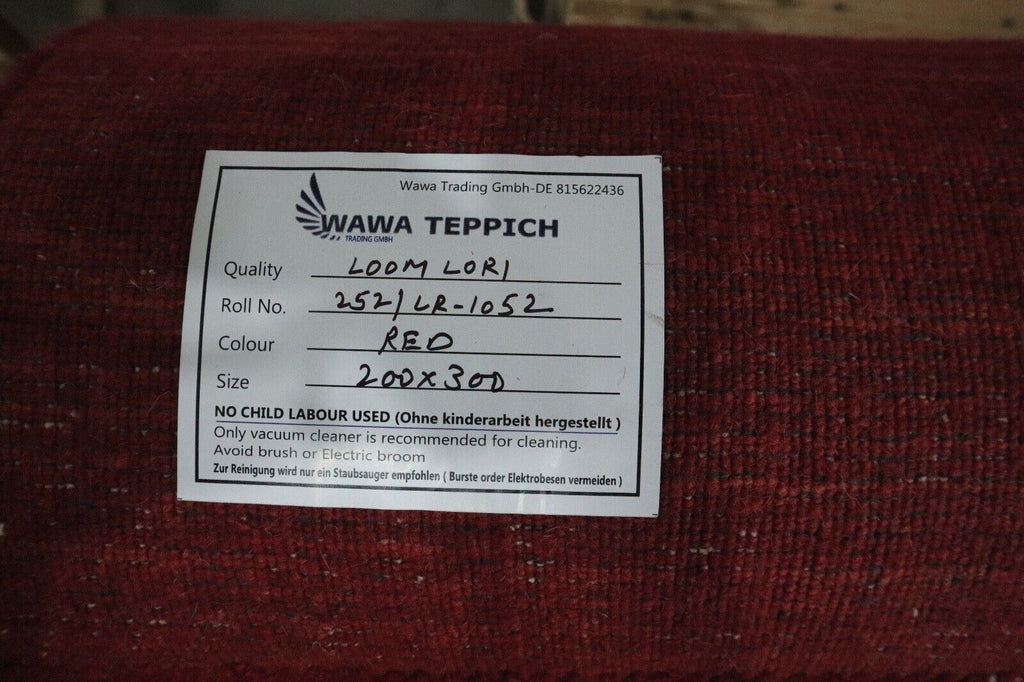 Wawa Trading Gmbh-DE 815622436
WAWA TEPPICH
TRADING GMBH
Quality LOOM LORI
Roll No. 252/LR-1052
Colour RED
Size 200x300
NO CHILD LABOUR USED (Ohne kinderarbeit hergestellt )
Only vacuum cleaner is recommended for cleaning.
Avoid brush or Electric broom
Zur Reinigung wird nur ein Staubsauger empfohlen ( Burste order Elektrobesen vermeiden )